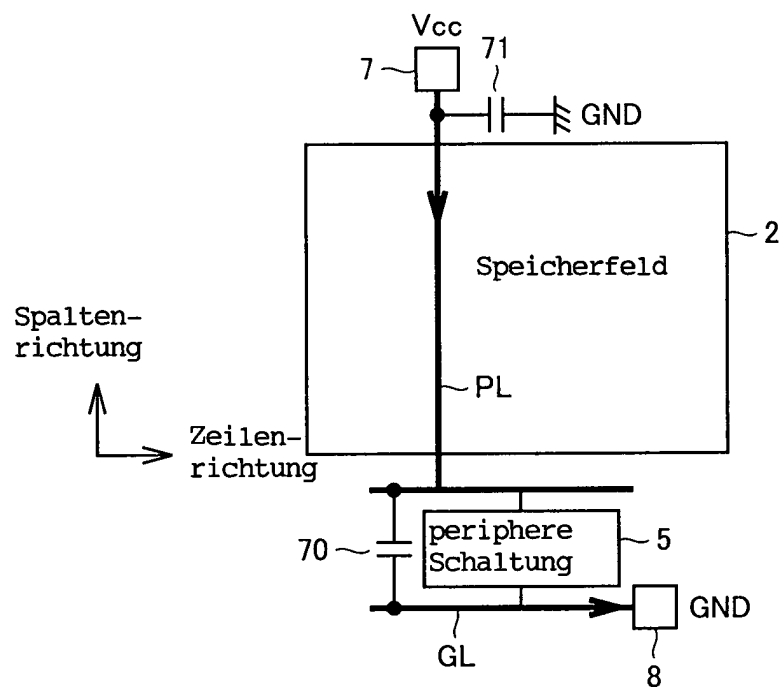 Vcc
7
71
GND
2
Speicherfeld
Spalten-
richtung
PL
Zeilen-
richtung
70
periphere
Schaltung
5
GND
GL
8